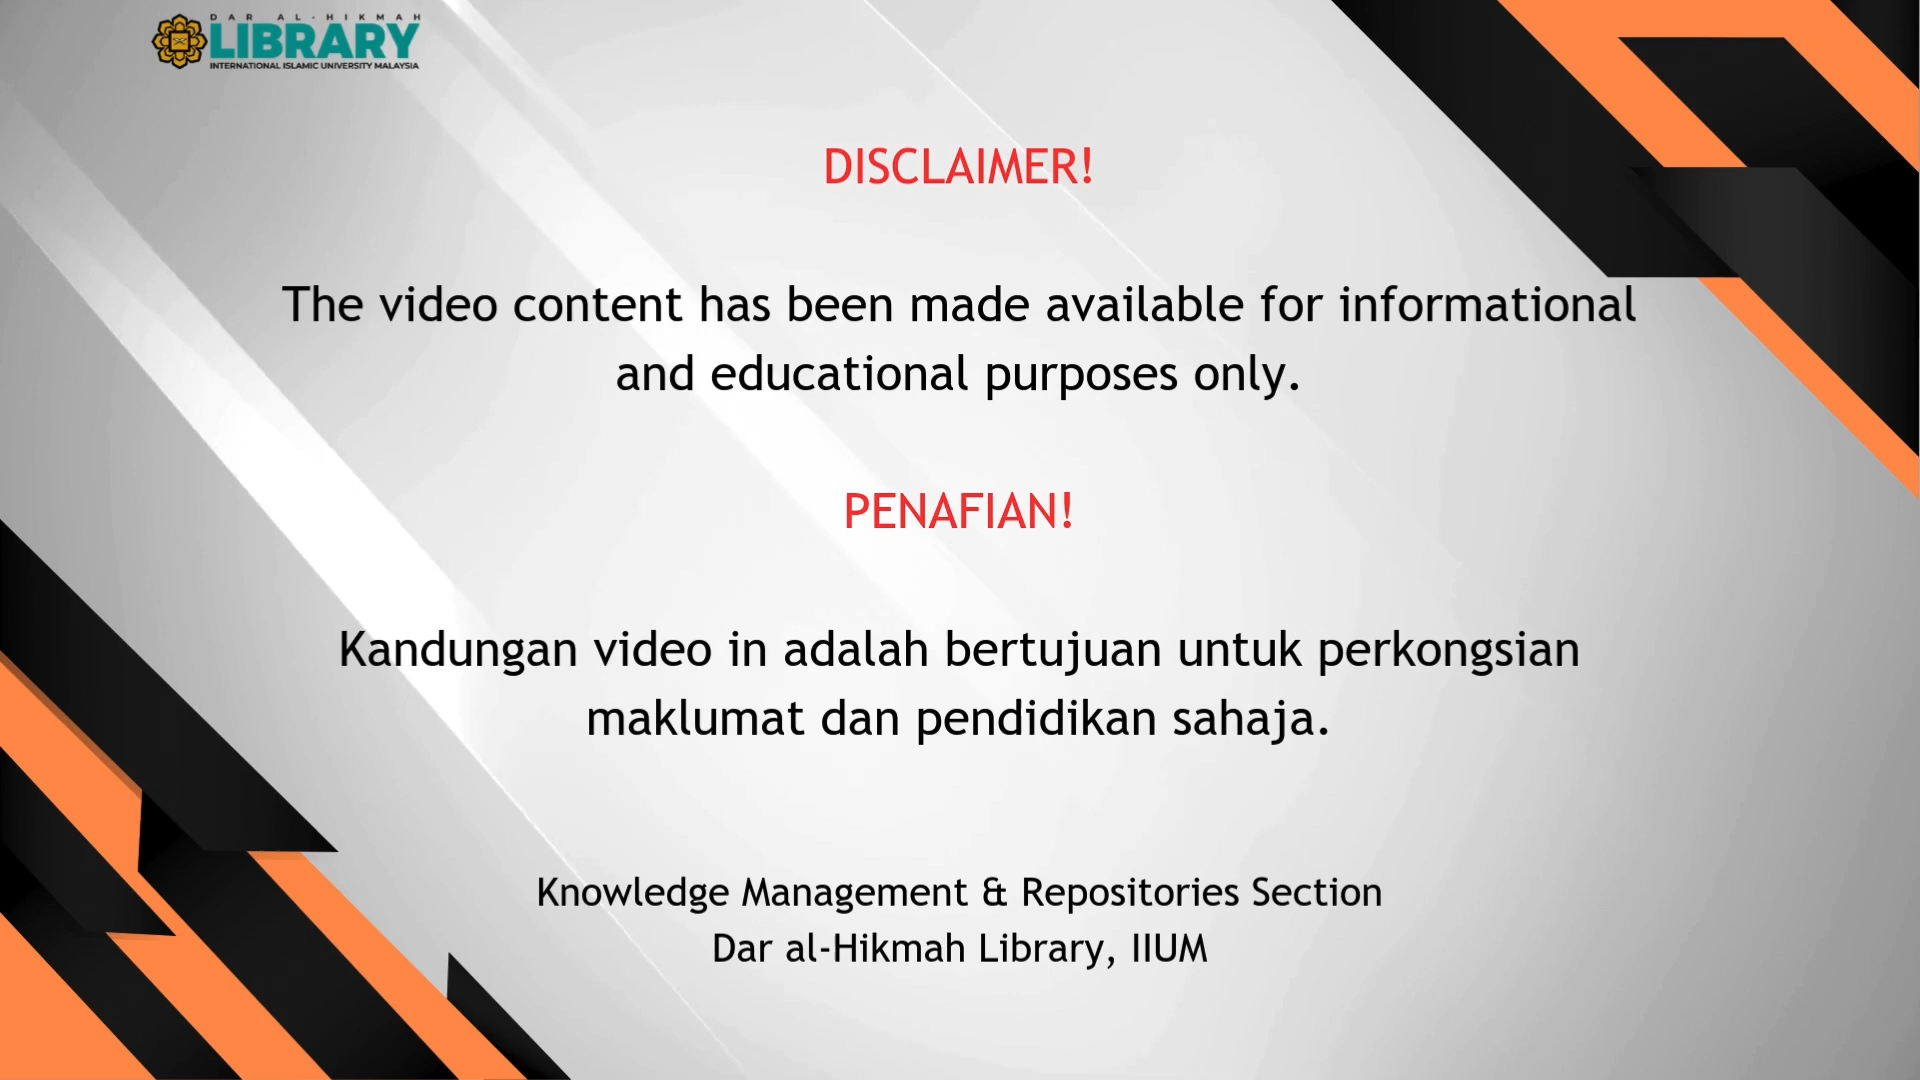 DAR AL-HIKMAH
LIBRARY
INTERNATIONAL ISLAMIC UNIVERSITY MALAYSIA
DISCLAIMER!
The video content has been made available for informational
and educational purposes only.
PENAFIAN!
Kandungan video in adalah bertujuan untuk perkongsian
maklumat dan pendidikan sahaja.
Knowledge Management & Repositories Section
Dar al-Hikmah Library, IIUM